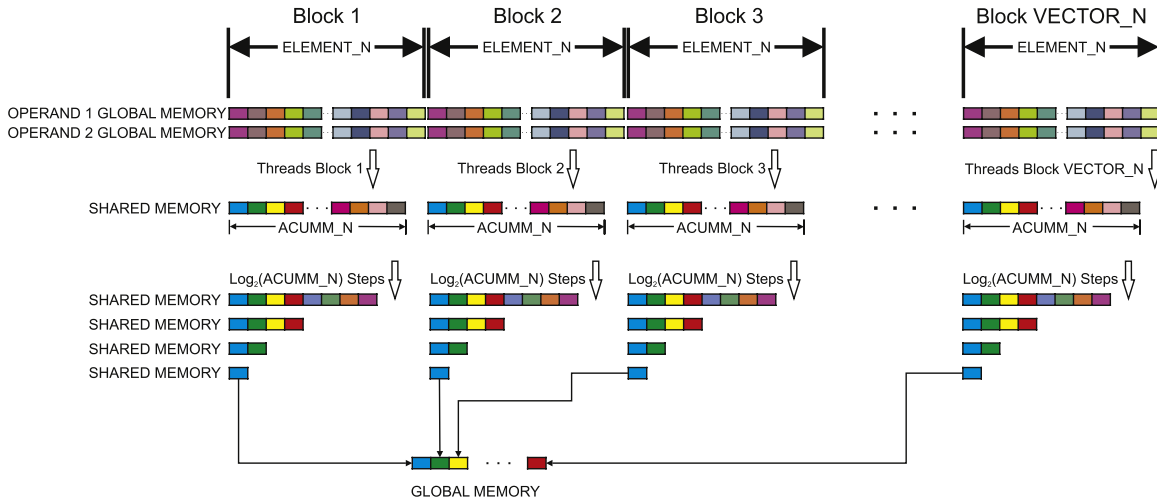 Block 1 Block 2 Block 3 Block VECTOR_N
ELEMENT_N ELEMENT_N ELEMENT_N ELEMENT_N
OPERAND 1 GLOBAL MEMORY
OPERAND 2 GLOBAL MEMORY
Threads Block 1 Threads Block 2 Threads Block 3 Threads Block VECTOR_N
SHARED MEMORY
ACUMM_N ACUMM_N ACUMM_N ACUMM_N
Log₂(ACUMM_N) Steps Log₂(ACUMM_N) Steps Log₂(ACUMM_N) Steps Log₂(ACUMM_N) Steps
SHARED MEMORY
SHARED MEMORY
SHARED MEMORY
SHARED MEMORY
GLOBAL MEMORY